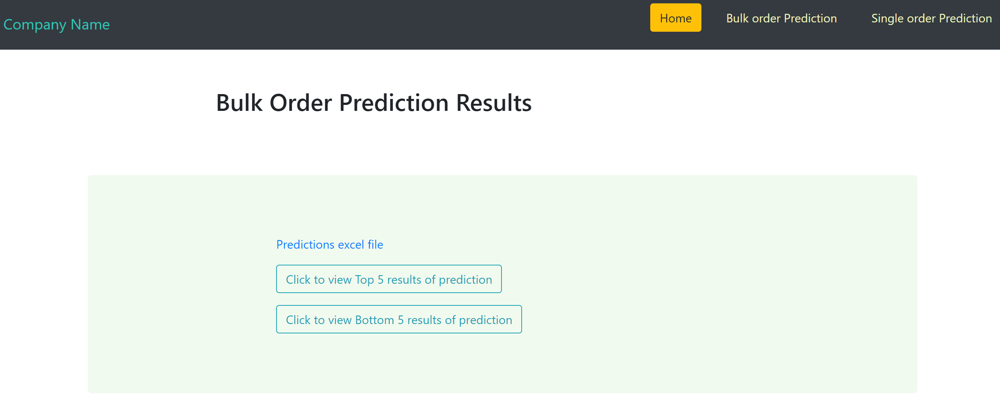 Company Name
Home
Bulk order Prediction
Single order Prediction
Bulk Order Prediction Results
Predictions excel file
Click to view Top 5 results of prediction
Click to view Bottom 5 results of prediction